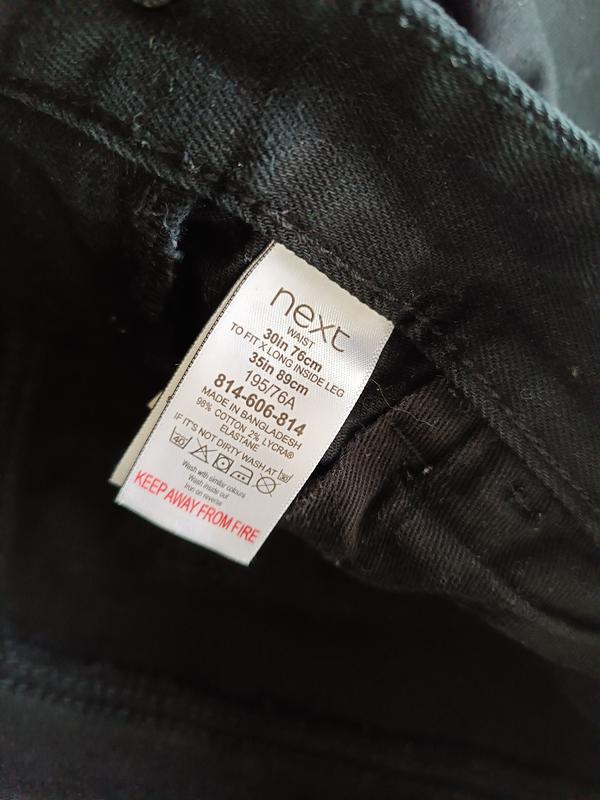 next
WAIST
30in 76cm
TO FIT X LONG INSIDE LEG
35in 89cm
195/76A
814-606-814
MADE IN BANGLADESH
98% COTTON 2% LYCRA®
ELASTANE
IF IT'S NOT DIRTY WASH AT 30°
40°
Wash with similar colours
Wash inside out
Iron on reverse
KEEP AWAY FROM FIRE